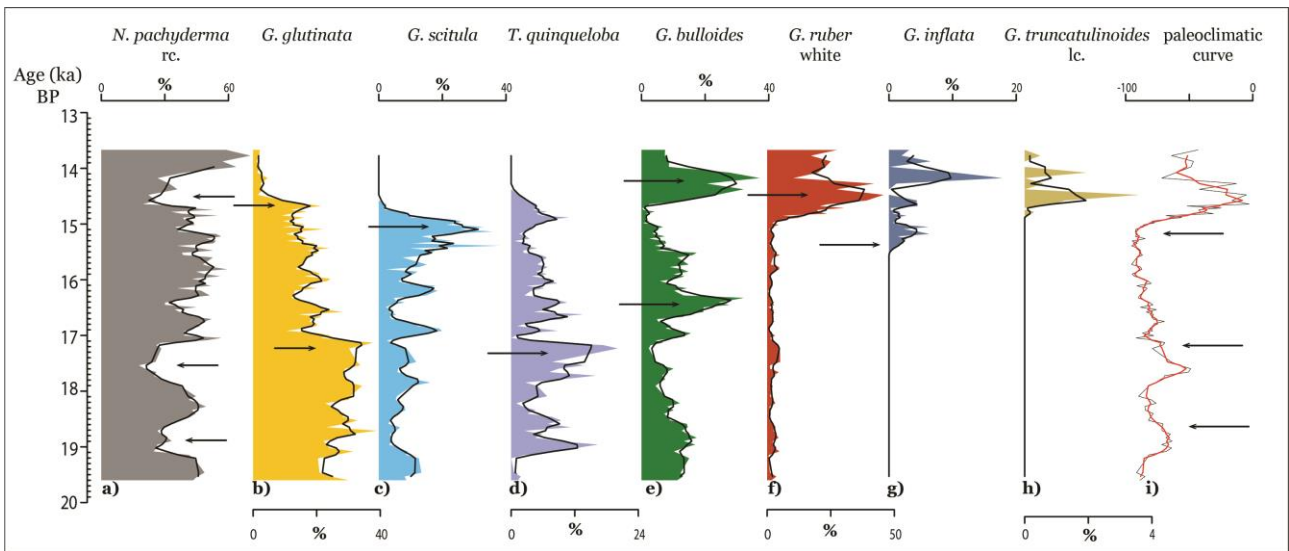 N. pachyderma rc. G. glutinata G. scitula T. quinqueloba G. bulloides G. ruber white G. inflata G. truncatulinoides lc. paleoclimatic curve
Age (ka) BP
% % % % %
0 60 0 40 0 40 0 20 -100 0
13
14
15
16
17
18
19
20
a) b) c) d) e) f) g) h) i)
0 % 40 0 % 24 0 % 50 0 % 4